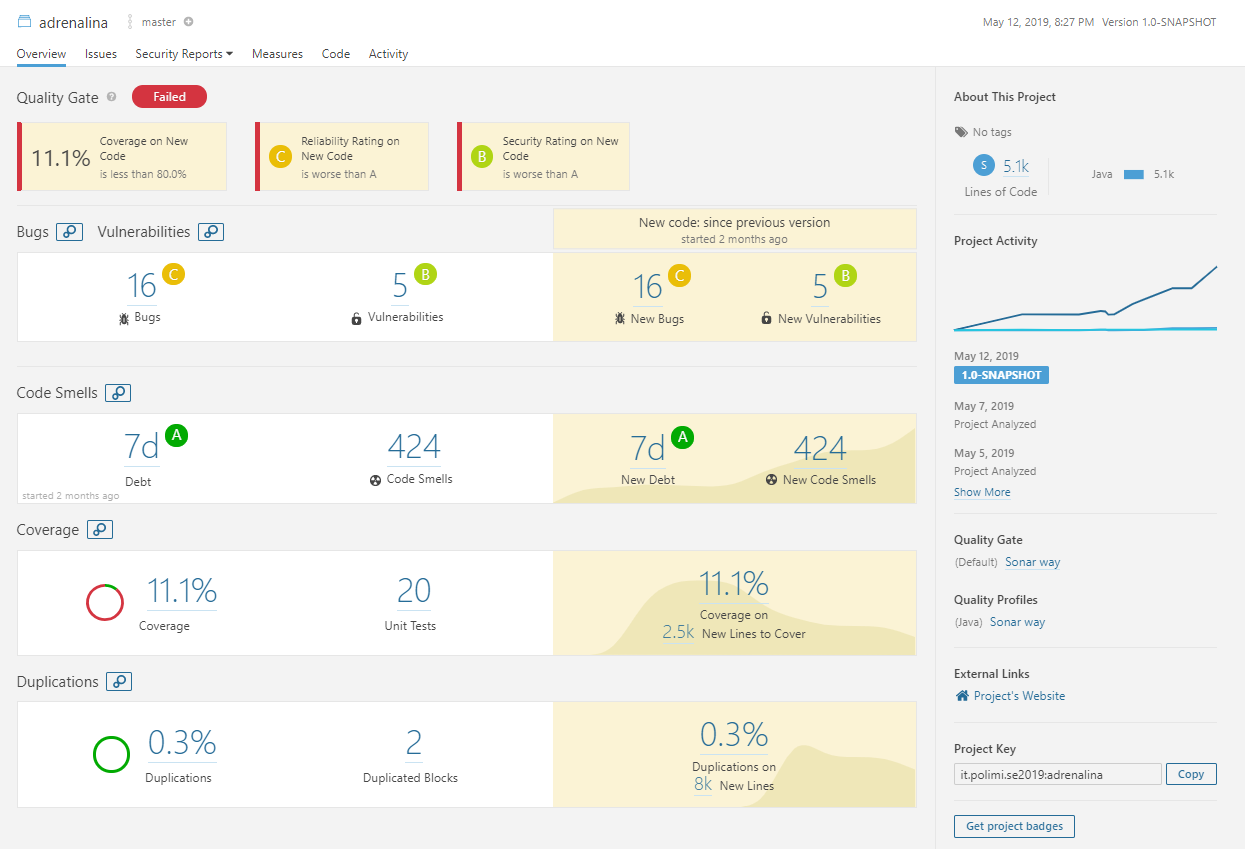 adrenalina master May 12, 2019, 8:27 PM Version 1.0-SNAPSHOT
Overview Issues Security Reports Measures Code Activity
Quality Gate ? Failed
11.1% Coverage on New
Code
is less than 80.0%
C Reliability Rating on
New Code
is worse than A
B Security Rating on New
Code
is worse than A
Bugs Vulnerabilities
New code: since previous version
started 2 months ago
16 C
Bugs
5 B
Vulnerabilities
16 C
New Bugs
5 B
New Vulnerabilities
Code Smells
7d A
Debt
started 2 months ago
424
Code Smells
7d A
New Debt
424
New Code Smells
Coverage
11.1%
Coverage
20
Unit Tests
11.1%
Coverage on
2.5k New Lines to Cover
Duplications
0.3%
Duplications
2
Duplicated Blocks
0.3%
Duplications on
8k New Lines
About This Project
No tags
S 5.1k
Lines of Code
Java 5.1k
Project Activity
May 12, 2019
1.0-SNAPSHOT
May 7, 2019
Project Analyzed
May 5, 2019
Project Analyzed
Show More
Quality Gate
(Default) Sonar way
Quality Profiles
(Java) Sonar way
External Links
Project's Website
Project Key
it.polimi.se2019:adrenalina Copy
Get project badges